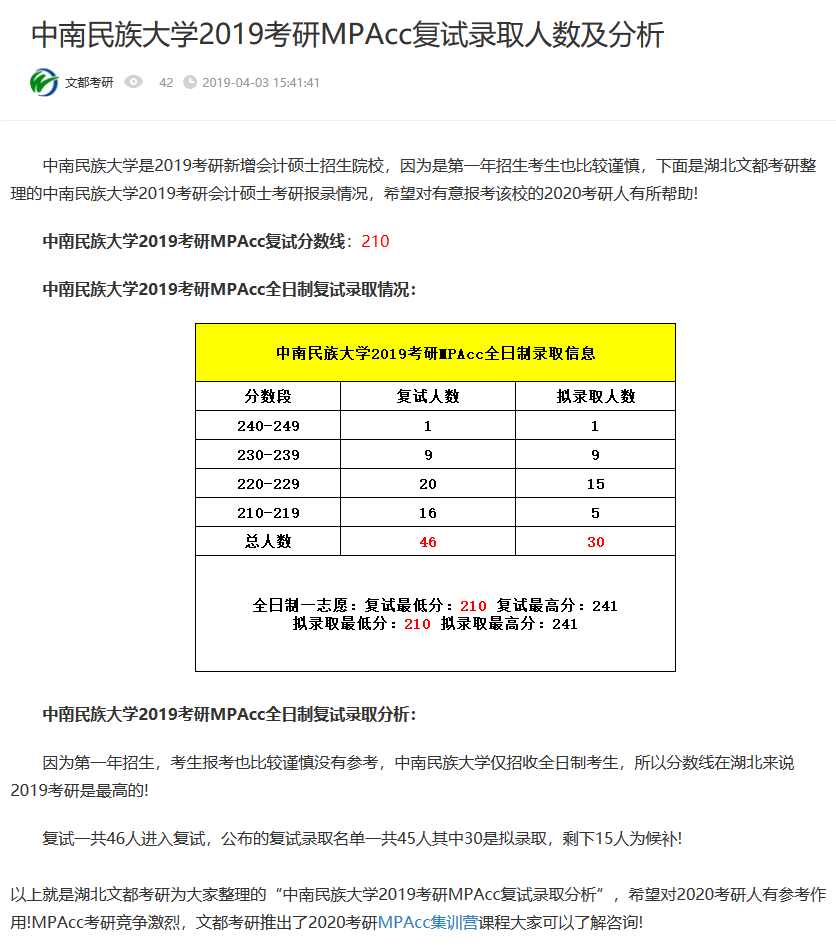 中南民族大学2019考研MPAcc复试录取人数及分析
文都考研 42 2019-04-03 15:41:41
中南民族大学是2019考研新增会计硕士招生院校，因为是第一年招生考生也比较谨慎，下面是湖北文都考研整
理的中南民族大学2019考研会计硕士考研报录情况，希望对有意报考该校的2020考研人有所帮助!
中南民族大学2019考研MPAcc复试分数线：210
中南民族大学2019考研MPAcc全日制复试录取情况：
中南民族大学2019考研MPAcc全日制录取信息
分数段 复试人数 拟录取人数
240-249 1 1
230-239 9 9
220-229 20 15
210-219 16 5
总人数 46 30
全日制一志愿：复试最低分：210 复试最高分：241
拟录取最低分：210 拟录取最高分：241
中南民族大学2019考研MPAcc全日制复试录取分析：
因为第一年招生，考生报考也比较谨慎没有参考，中南民族大学仅招收全日制考生，所以分数线在湖北来说
2019考研是最高的!
复试一共46人进入复试，公布的复试录取名单一共45人其中30是拟录取，剩下15人为候补!
以上就是湖北文都考研为大家整理的“中南民族大学2019考研MPAcc复试录取分析”，希望对2020考研人有参考作
用!MPAcc考研竞争激烈，文都考研推出了2020考研MPAcc集训营课程大家可以了解咨询!